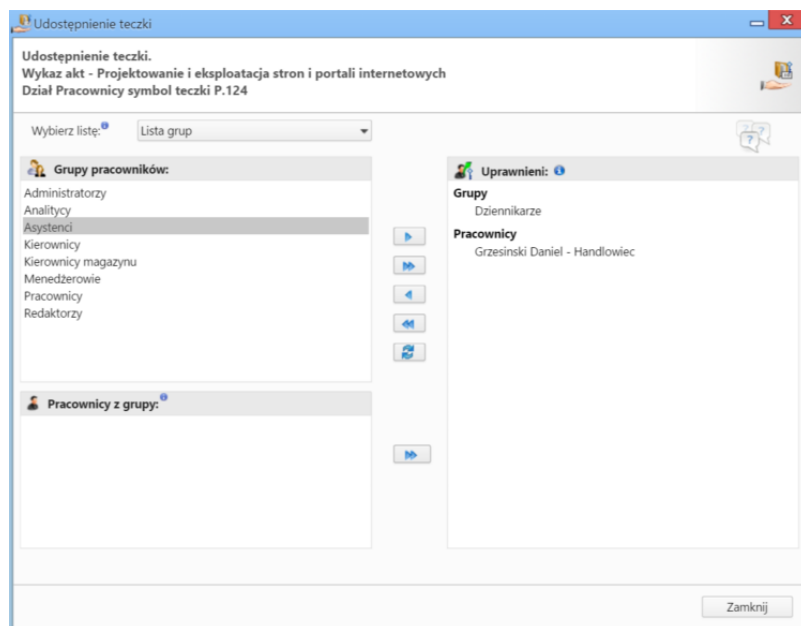 Udostępnienie teczki
Udostępnienie teczki.
Wykaz akt - Projektowanie i eksploatacja stron i portali internetowych
Dział Pracownicy symbol teczki P.124
Wybierz listę:
Lista grup
Grupy pracowników:
Administratorzy
Analitycy
Asystenci
Kierownicy
Kierownicy magazynu
Menedżerowie
Pracownicy
Redaktorzy
Pracownicy z grupy:
Uprawnieni:
Grupy
Dziennikarze
Pracownicy
Grzesinski Daniel - Handlowiec
Zamknij